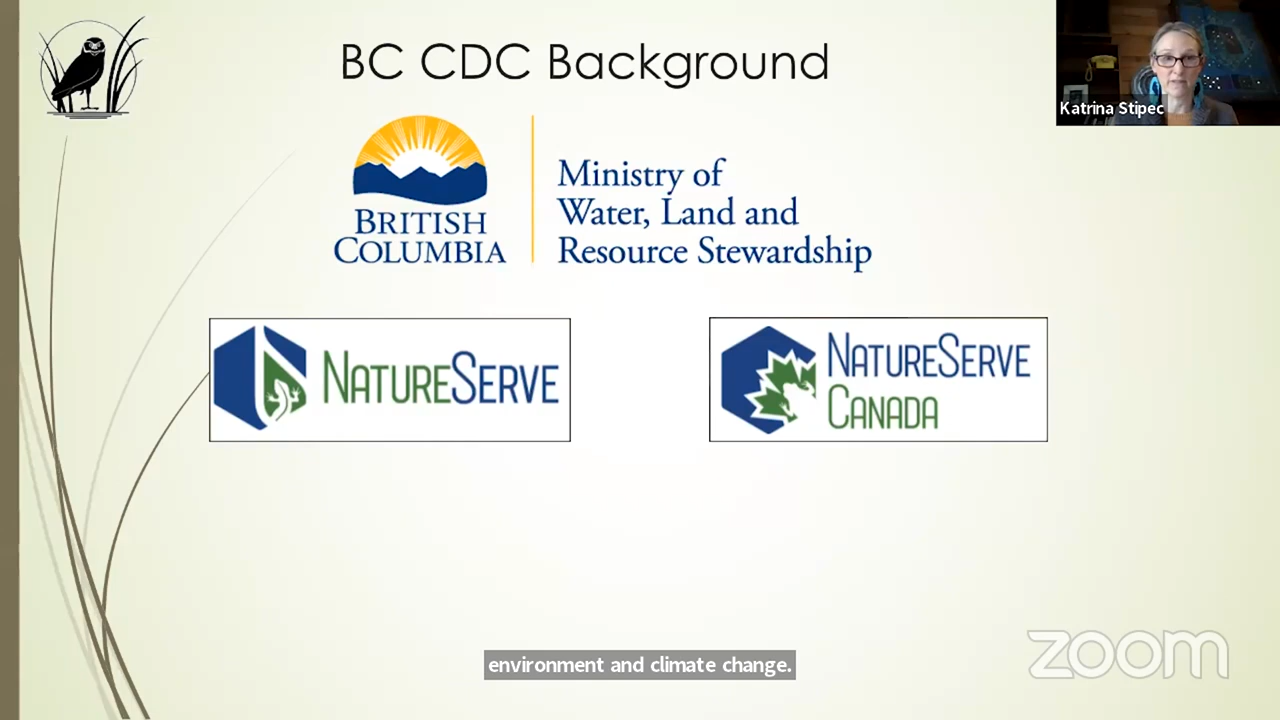 BC CDC Background
Katrina Stipec
BRITISH
COLUMBIA
Ministry of
Water, Land and
Resource Stewardship
NATURESERVE
NATURESERVE
CANADA
environment and climate change.
zoom